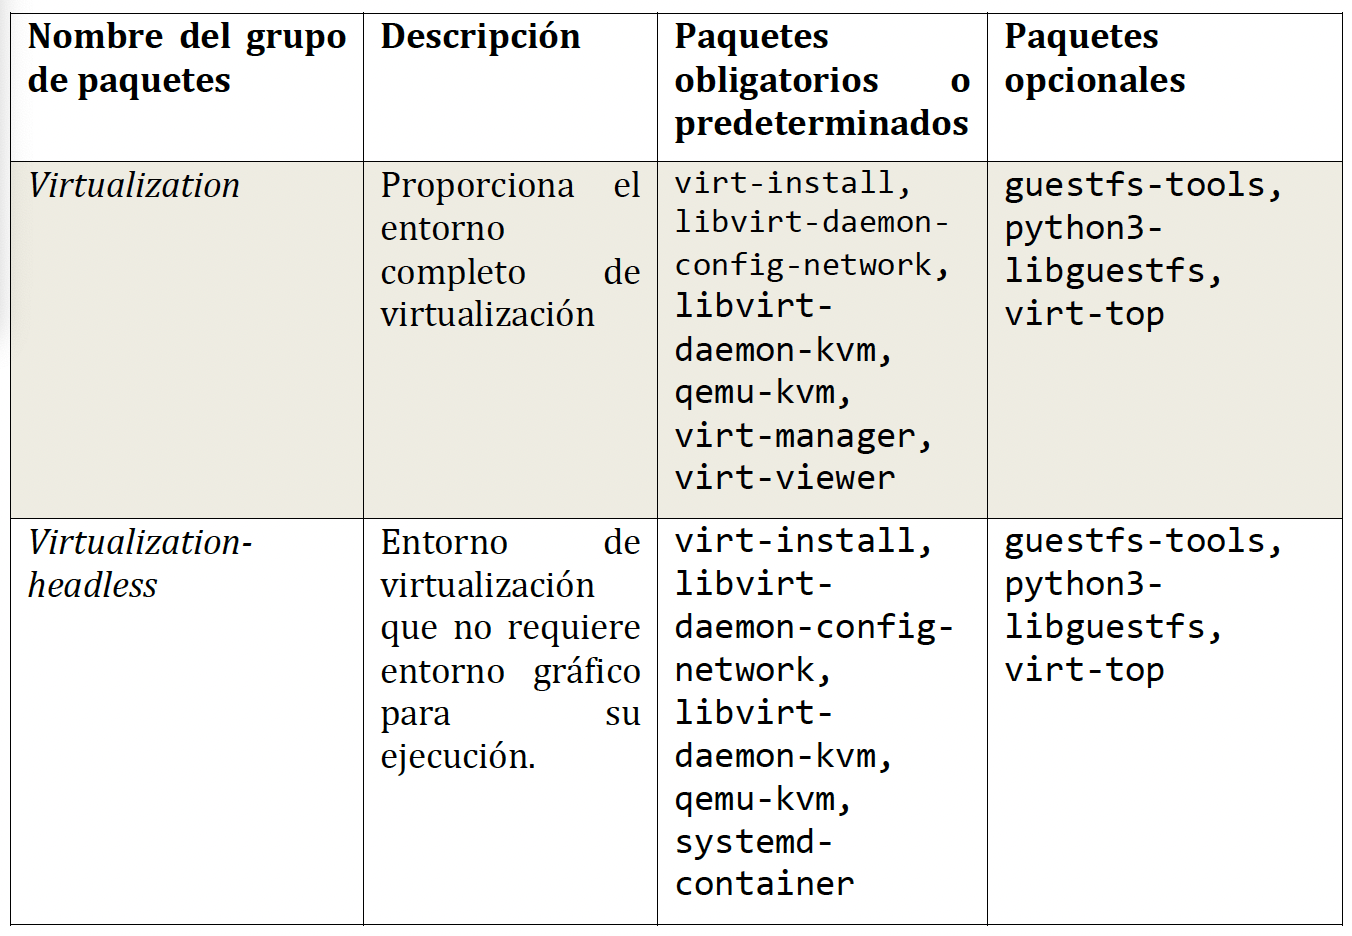 Nombre del grupo
de paquetes
Descripción
Paquetes
obligatorios o
predeterminados
Paquetes
opcionales
Virtualization
Proporciona el
entorno
completo de
virtualización
virt-install,
libvirt-daemon-
config-network,
libvirt-
daemon-kvm,
qemu-kvm,
virt-manager,
virt-viewer
guestfs-tools,
python3-
libguestfs,
virt-top
Virtualization-
headless
Entorno de
virtualización
que no requiere
entorno gráfico
para su
ejecución.
virt-install,
libvirt-
daemon-config-
network,
libvirt-
daemon-kvm,
qemu-kvm,
systemd-
container
guestfs-tools,
python3-
libguestfs,
virt-top